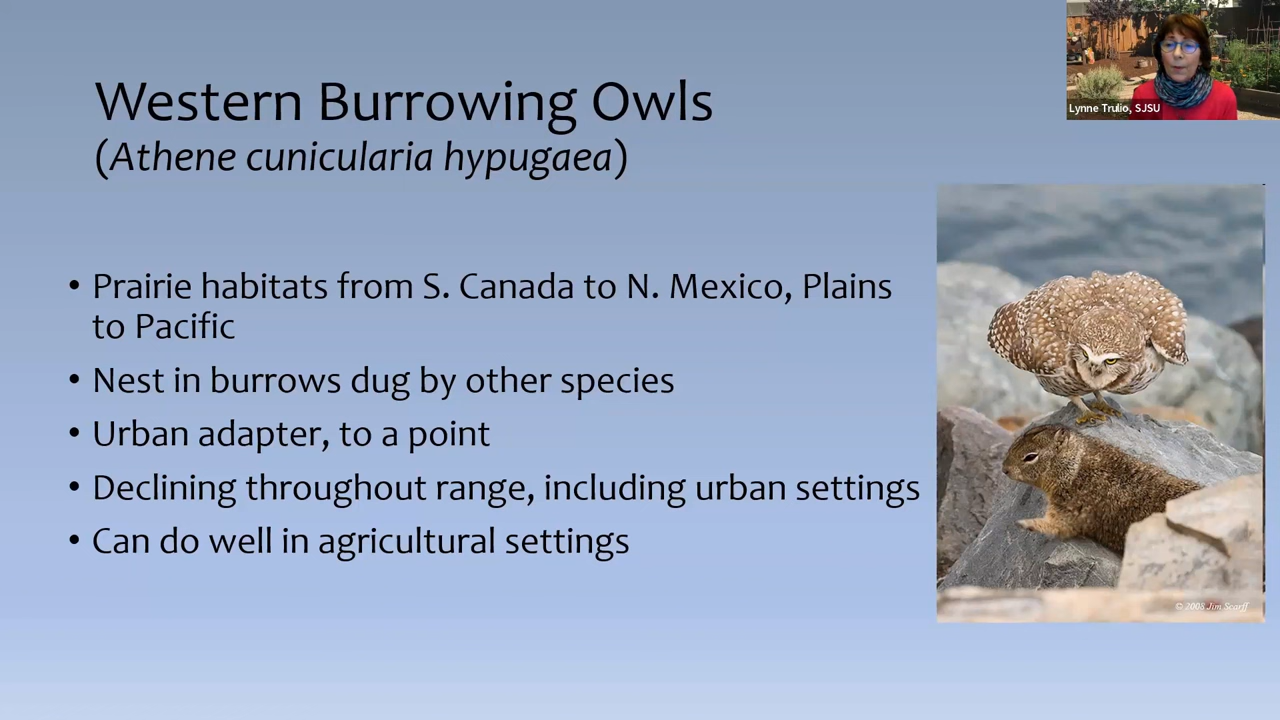 Western Burrowing Owls
(Athene cunicularia hypugaea)
• Prairie habitats from S. Canada to N. Mexico, Plains
to Pacific
• Nest in burrows dug by other species
• Urban adapter, to a point
• Declining throughout range, including urban settings
• Can do well in agricultural settings
Lynne Trulio, SJSU
© 2008 Jim Scarff